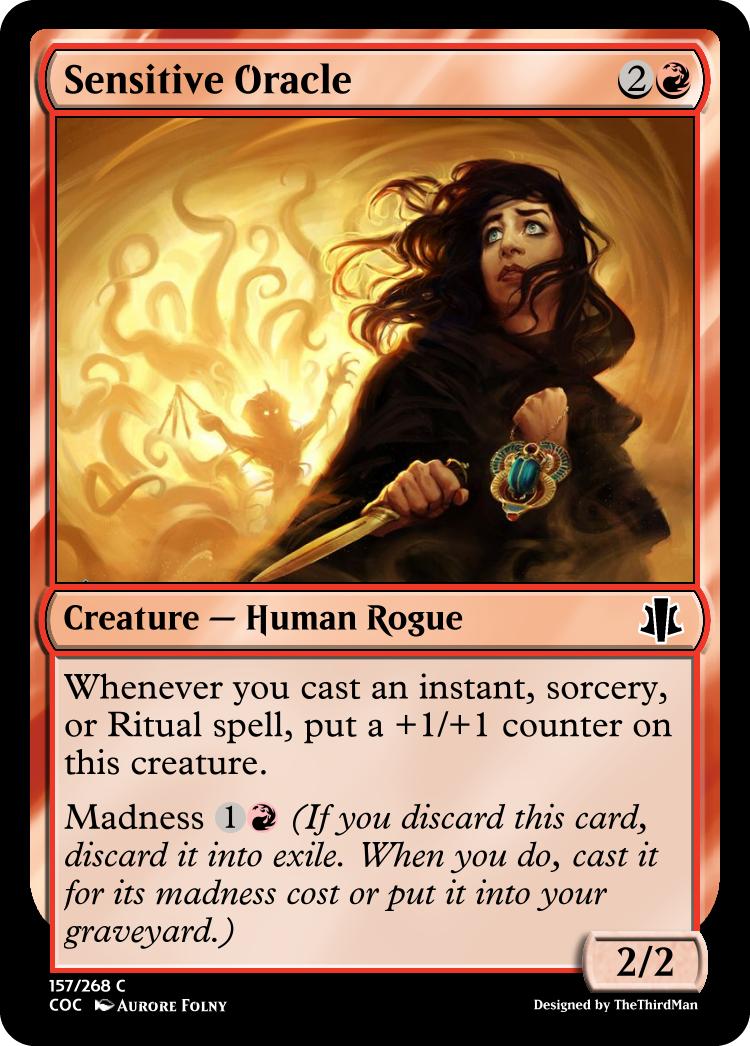 Sensitive Oracle 2
Creature — Human Rogue
Whenever you cast an instant, sorcery,
or Ritual spell, put a +1/+1 counter on
this creature.
Madness 1 (If you discard this card,
discard it into exile. When you do, cast it
for its madness cost or put it into your
graveyard.)
2/2
157/268 C
COC AURORE FOLNY
Designed by TheThirdMan